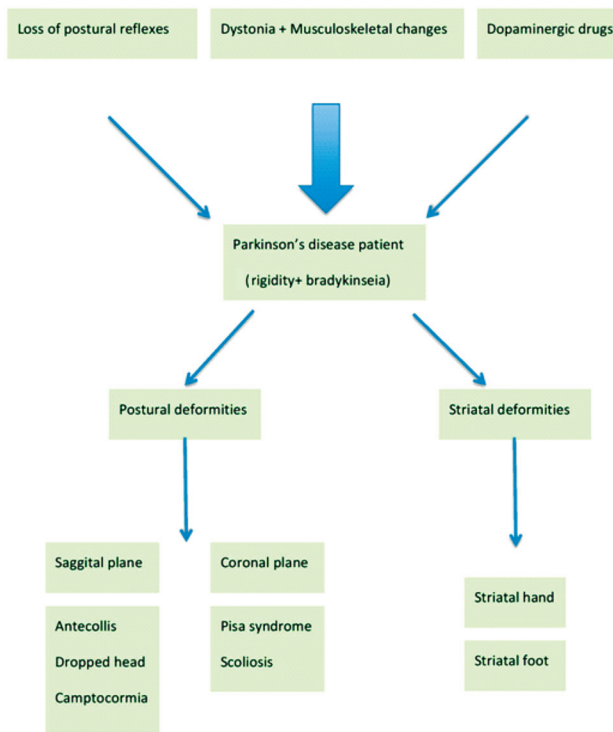 Loss of postural reflexes
Dystonia + Musculoskeletal changes
Dopaminergic drugs
Parkinson's disease patient
(rigidity+ bradykinseia)
Postural deformities
Striatal deformities
Saggital plane
Coronal plane
Antecollis
Dropped head
Camptocormia
Pisa syndrome
Scoliosis
Striatal hand
Striatal foot